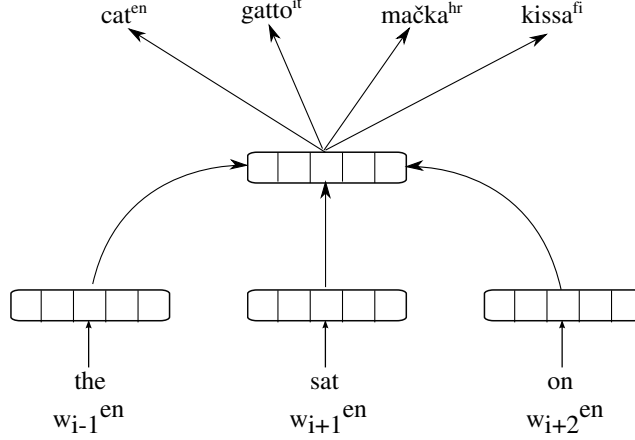 cat^en gatto^it mačka^hr kissa^fi
the sat on
w_i-1^en w_i+1^en w_i+2^en